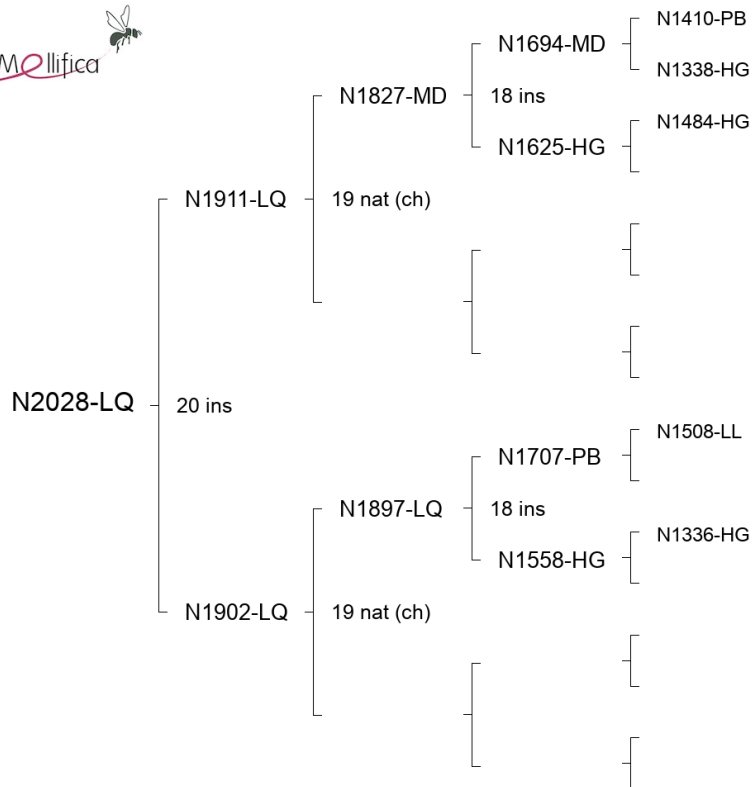 Mellifica
N1410-PB
N1694-MD
N1338-HG
N1827-MD
18 ins
N1484-HG
N1625-HG
N1911-LQ
19 nat (ch)
N2028-LQ
20 ins
N1508-LL
N1707-PB
N1897-LQ
18 ins
N1336-HG
N1558-HG
N1902-LQ
19 nat (ch)